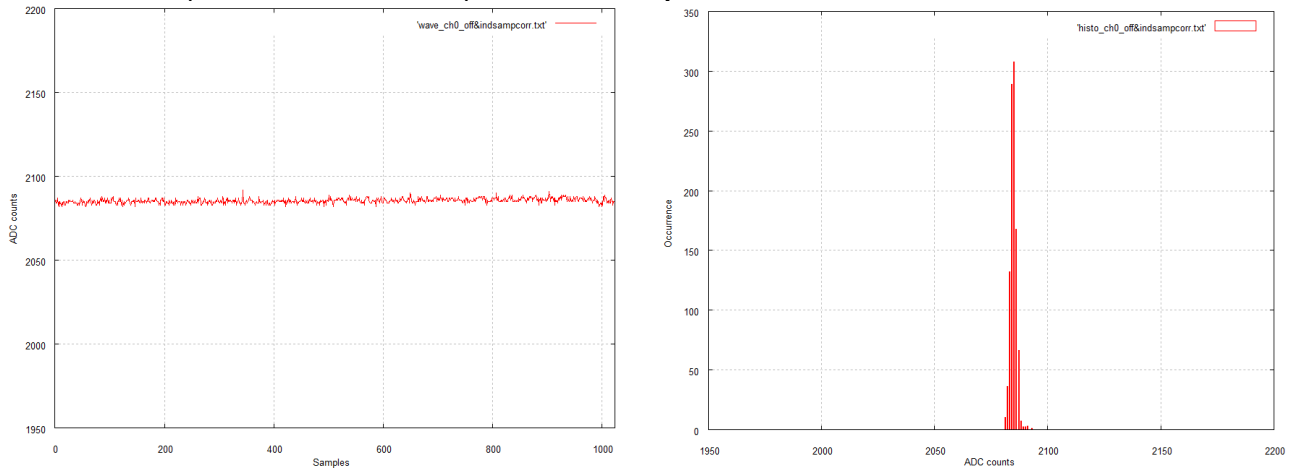 2200
'wave_ch0_off&indsampcorr.txt'
2150
2100
ADC counts
2050
2000
1950
0 200 400 600 800 1000
Samples
350
'histo_ch0_off&indsampcorr.txt'
300
250
200
Occurrence
150
100
50
0
1950 2000 2050 2100 2150 2200
ADC counts